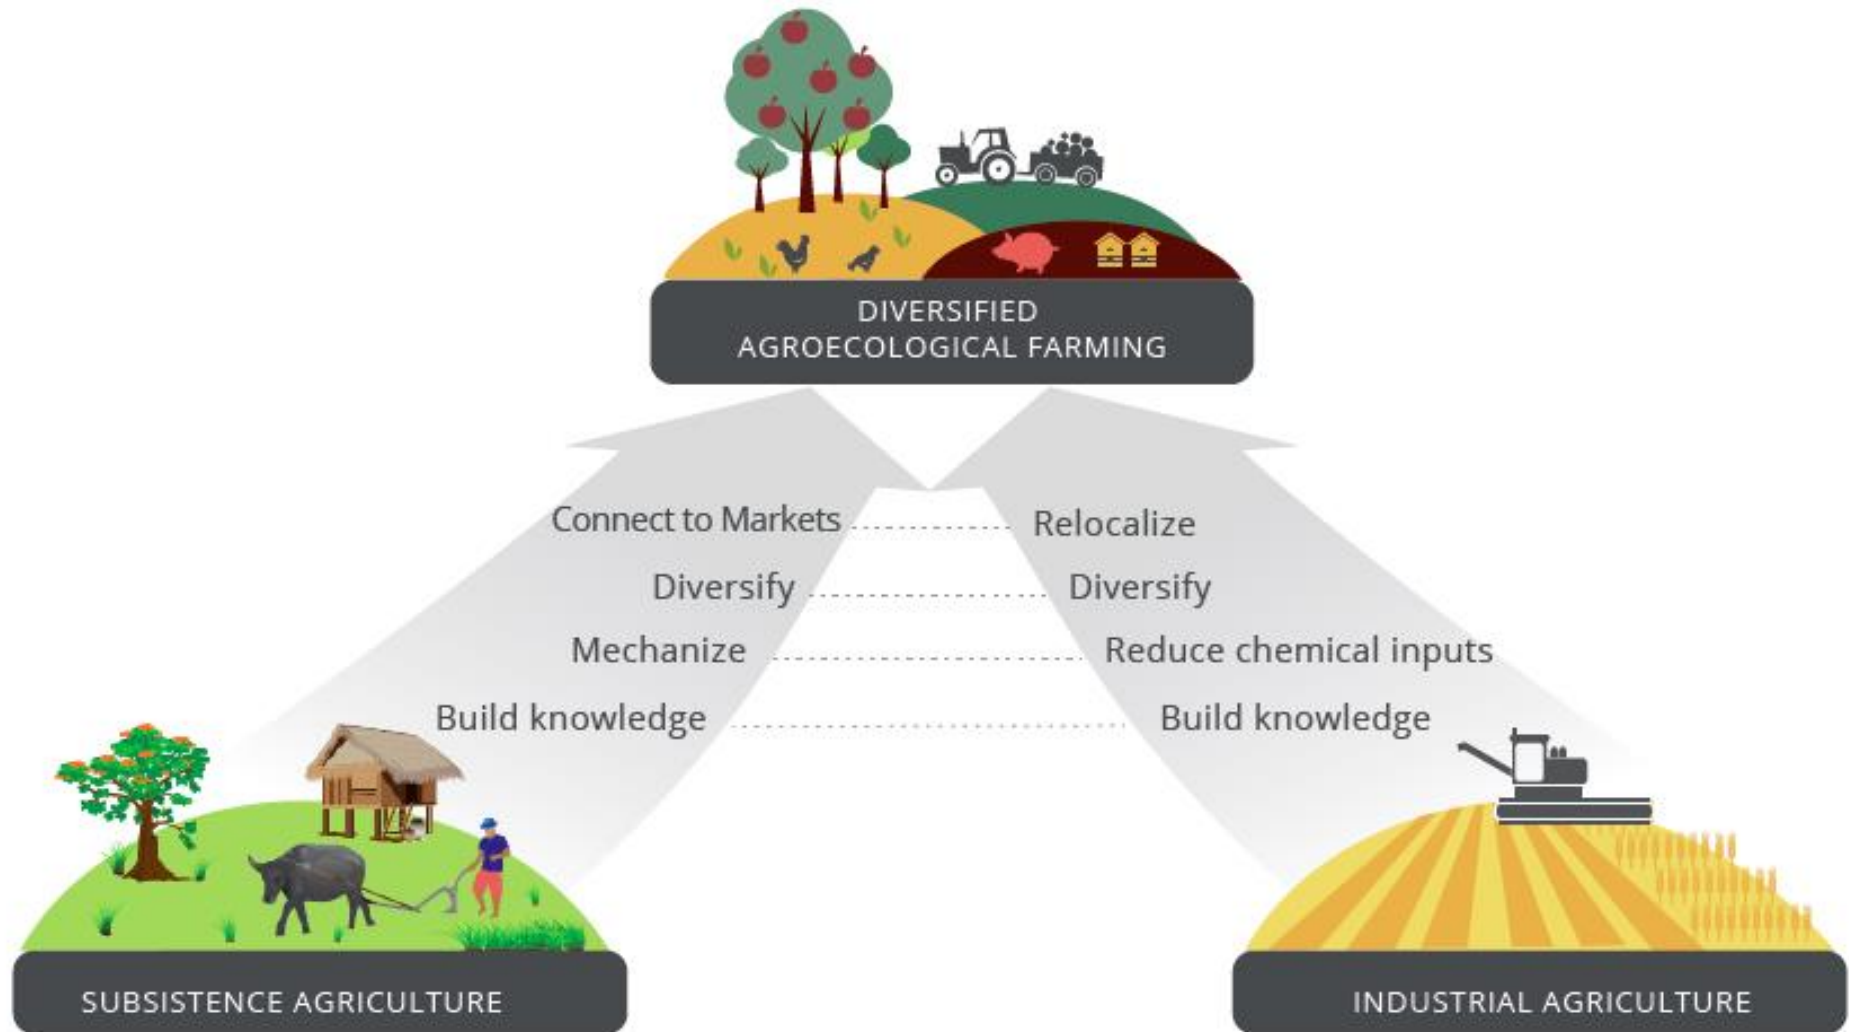 DIVERSIFIED
AGROECOLOGICAL FARMING
Connect to Markets
Relocalize
Diversify
Diversify
Mechanize
Reduce chemical inputs
Build knowledge
Build knowledge
SUBSISTENCE AGRICULTURE
INDUSTRIAL AGRICULTURE